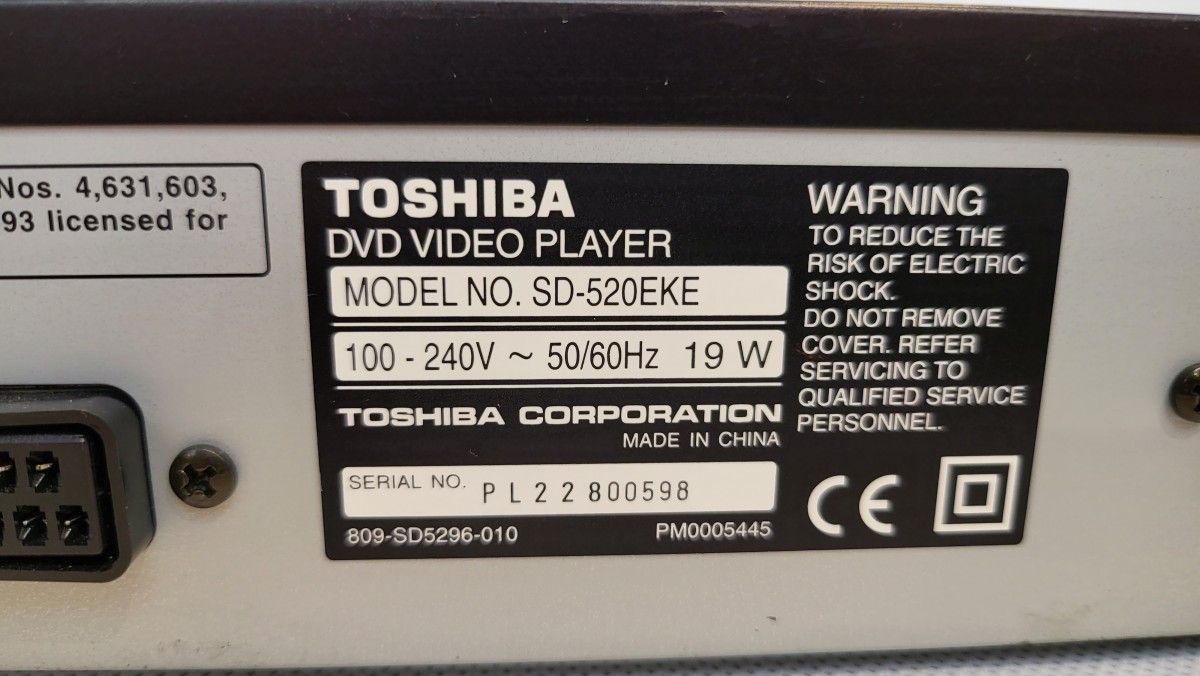 Nos. 4,631,603,
93 licensed for
TOSHIBA
DVD VIDEO PLAYER
MODEL NO. SD-520EKE
100 - 240V ~ 50/60Hz 19 W
TOSHIBA CORPORATION
MADE IN CHINA
SERIAL NO. PL22800598
809-SD5296-010 PM0005445
WARNING
TO REDUCE THE
RISK OF ELECTRIC
SHOCK.
DO NOT REMOVE
COVER. REFER
SERVICING TO
QUALIFIED SERVICE
PERSONNEL.
CE